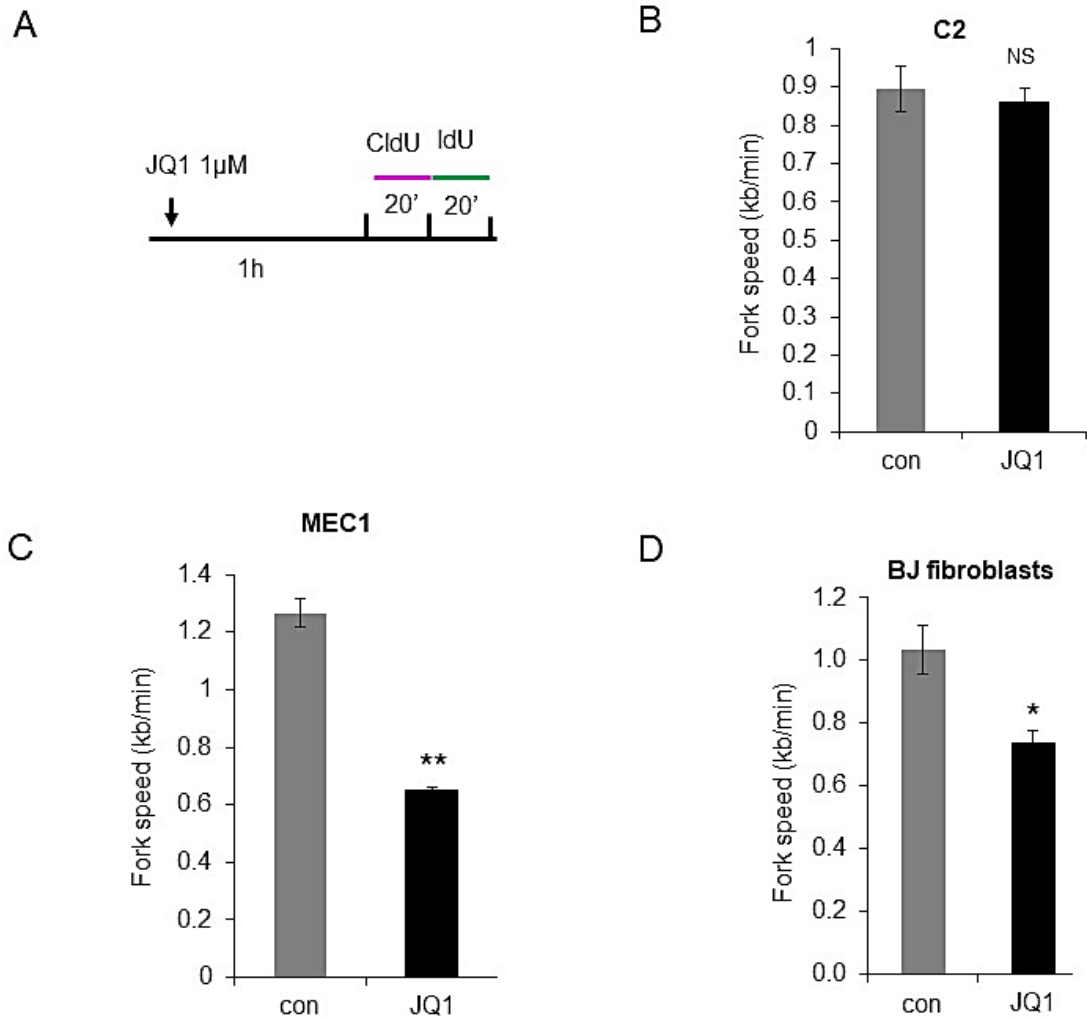 A
JQ1 1µM
CldU IdU
20' 20'
1h
B
C2
Fork speed (kb/min)
1
0.9
0.8
0.7
0.6
0.5
0.4
0.3
0.2
0.1
0
NS
con JQ1
C
MEC1
Fork speed (kb/min)
1.4
1.2
1
0.8
0.6
0.4
0.2
0
**
con JQ1
D
BJ fibroblasts
Fork speed (kb/min)
1.2
1.0
0.8
0.6
0.4
0.2
0.0
*
con JQ1